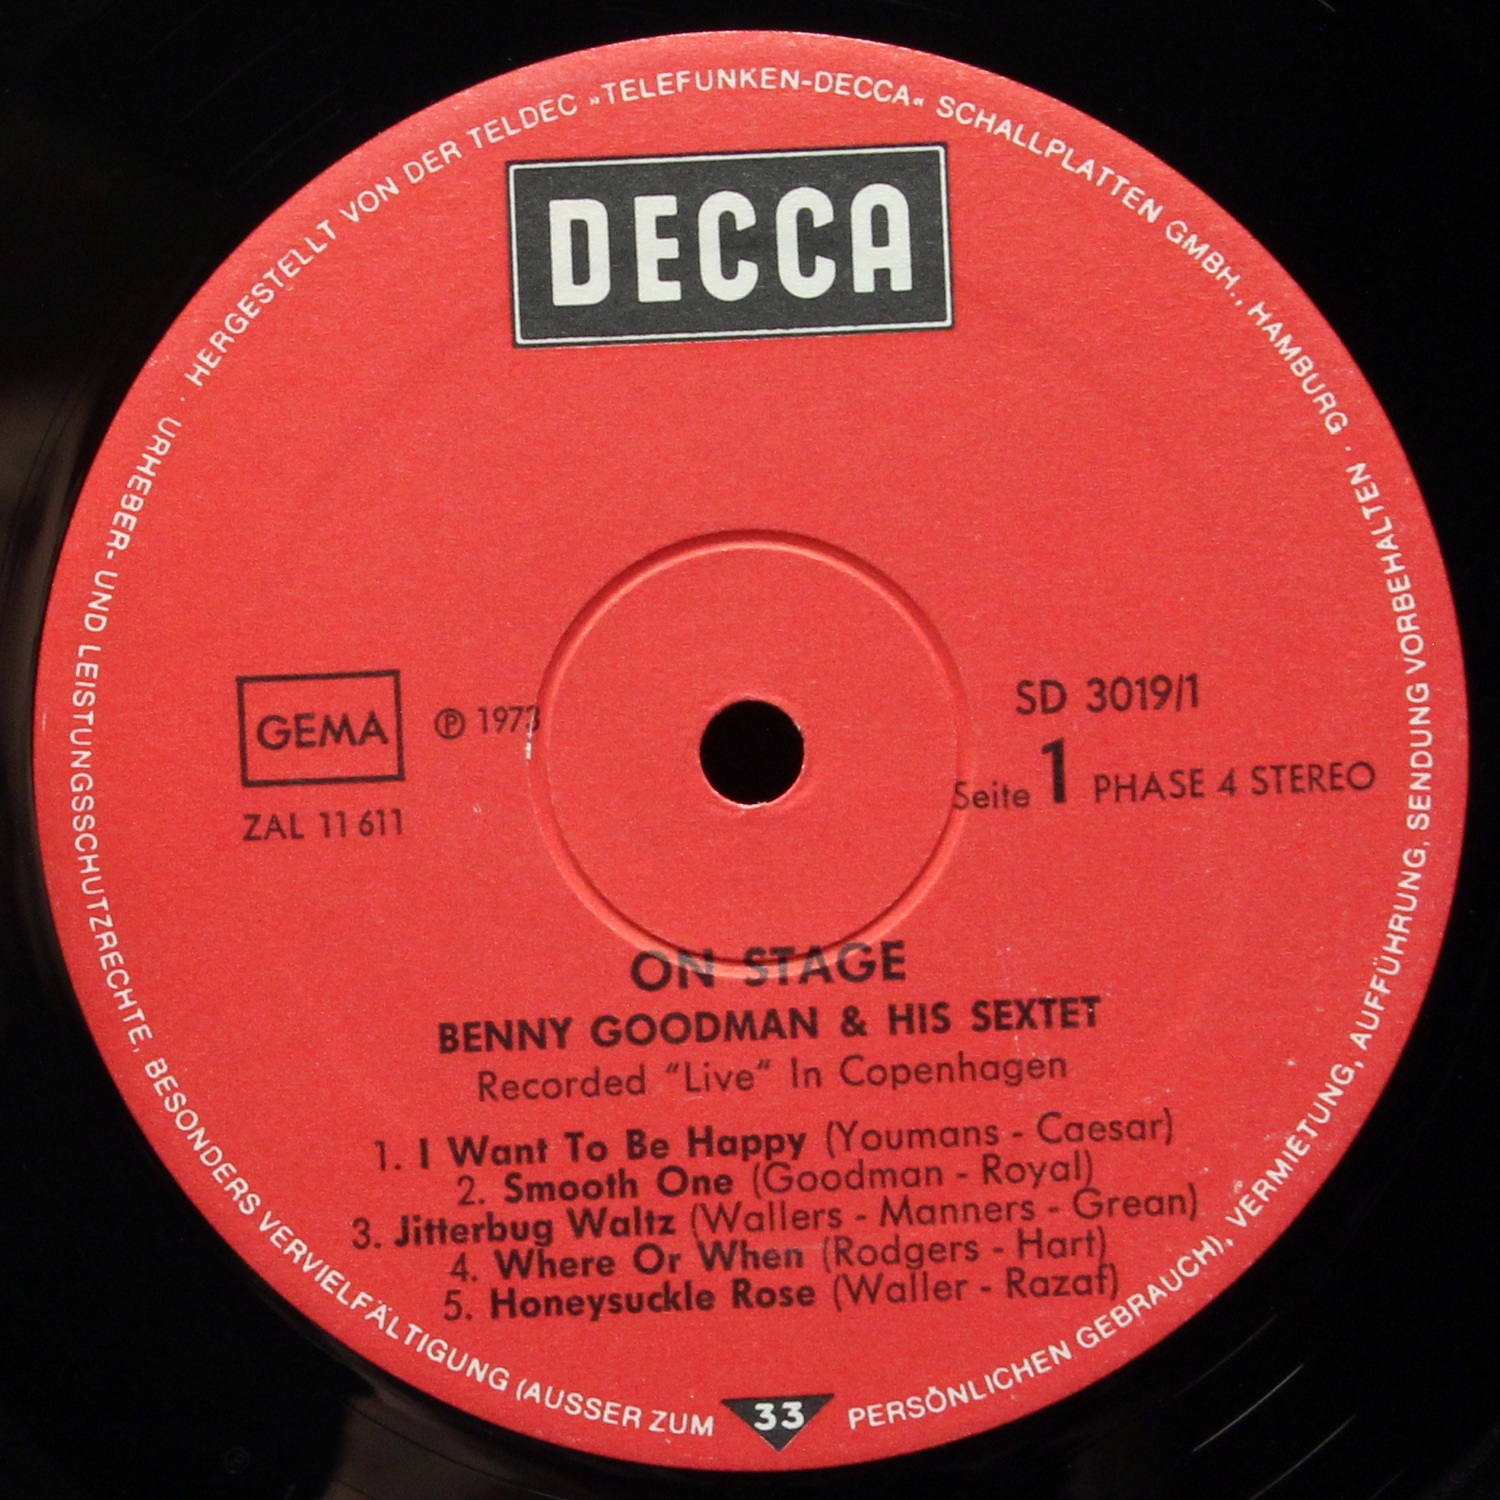 HERGESTELLT VON DER TELDEC »TELEFUNKEN-DECCA« SCHALLPLATTEN GMBH., HAMBURG · URHEBER- UND LEISTUNGSSCHUTZRECHTE, BESONDERS VERVIELFÄLTIGUNG (AUSSER ZUM PERSÖNLICHEN GEBRAUCH), VERMIETUNG, AUFFÜHRUNG, SENDUNG VORBEHALTEN ·
DECCA
GEMA
℗ 1973
ZAL 11 611
SD 3019/1
Seite 1 PHASE 4 STEREO
ON STAGE
BENNY GOODMAN & HIS SEXTET
Recorded “Live“ In Copenhagen
1. I Want To Be Happy (Youmans - Caesar)
2. Smooth One (Goodman - Royal)
3. Jitterbug Waltz (Wallers - Manners - Grean)
4. Where Or When (Rodgers - Hart)
5. Honeysuckle Rose (Waller - Razaf)
33